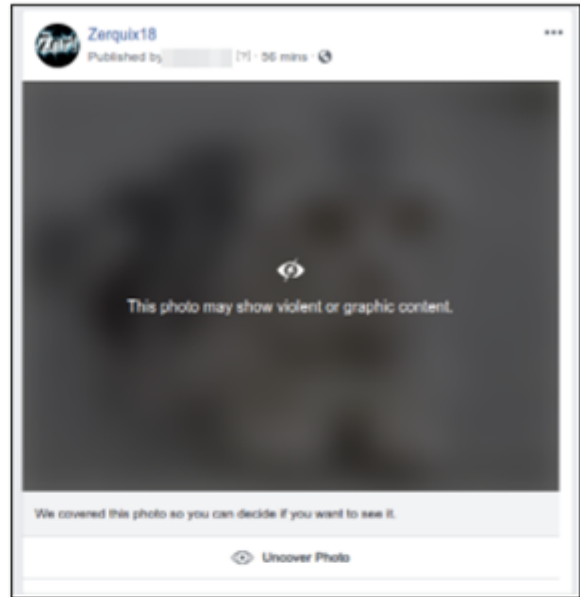 Zerquix18
Published by [?] · 56 mins ·
This photo may show violent or graphic content.
We covered this photo so you can decide if you want to see it.
Uncover Photo